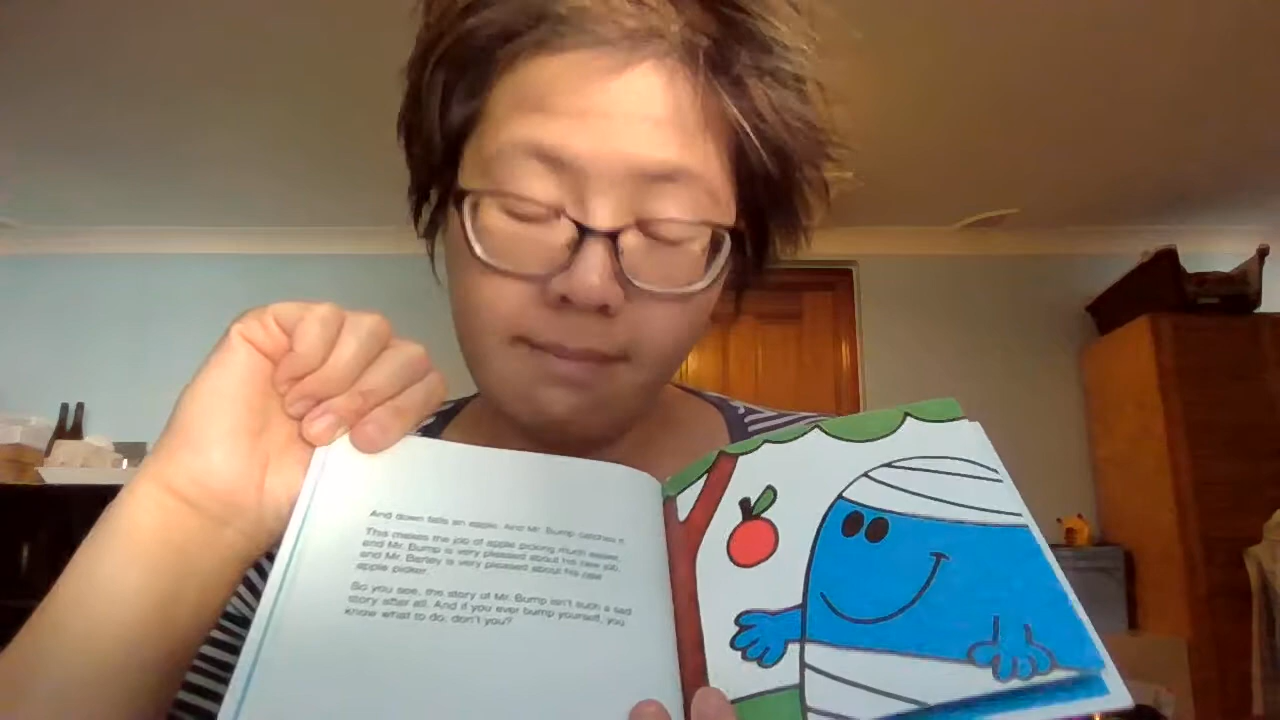 And down falls an apple. And Mr. Bump catches it.
This makes the job of apple picking much easier,
and Mr. Bump is very pleased about his new job,
and Mr. Barley is very pleased about his new
apple picker.
So you see, the story of Mr. Bump isn't such a sad
story after all. And if you ever bump yourself, you
know what to do, don't you?